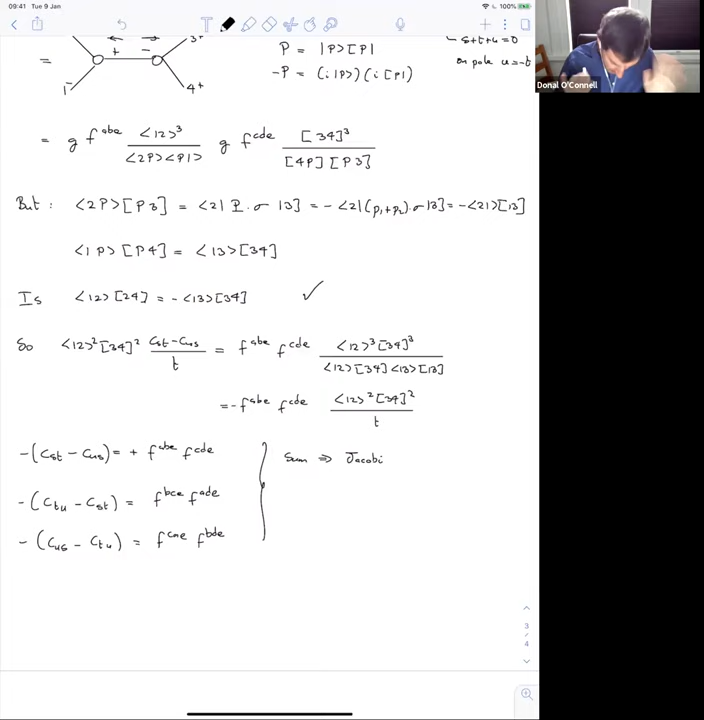 09:41 Tue 9 Jan
100%
3+
P = |P>[P|
s+t+u=0
=
+ -
-P = (i|P>)(i[P|)
on pole u=-t
1-
4+
Donal O'Connell
= g f^{abe} <12>^3 / <2P><P1> g f^{cde} [34]^3 / [4P][P3]
But: <2P>[P3] = <2|P·σ|3] = -<2|(p_1+p_2)·σ|3] = -<21>[13]
<1P>[P4] = <13>[34]
Is <12>[24] = -<13>[34] ✓
So <12>^2[34]^2 (C_{st}-C_{us}) / t = f^{abe} f^{cde} <12>^3[34]^3 / <12>[34]<13>[13]
= -f^{abe} f^{cde} <12>^2[34]^2 / t
-(C_{st} - C_{us}) = + f^{abe} f^{cde}
Sum ⇒ Jacobi
-(C_{tu} - C_{st}) = f^{bce} f^{ade}
-(C_{us} - C_{tu}) = f^{cae} f^{bde}
3
/
4